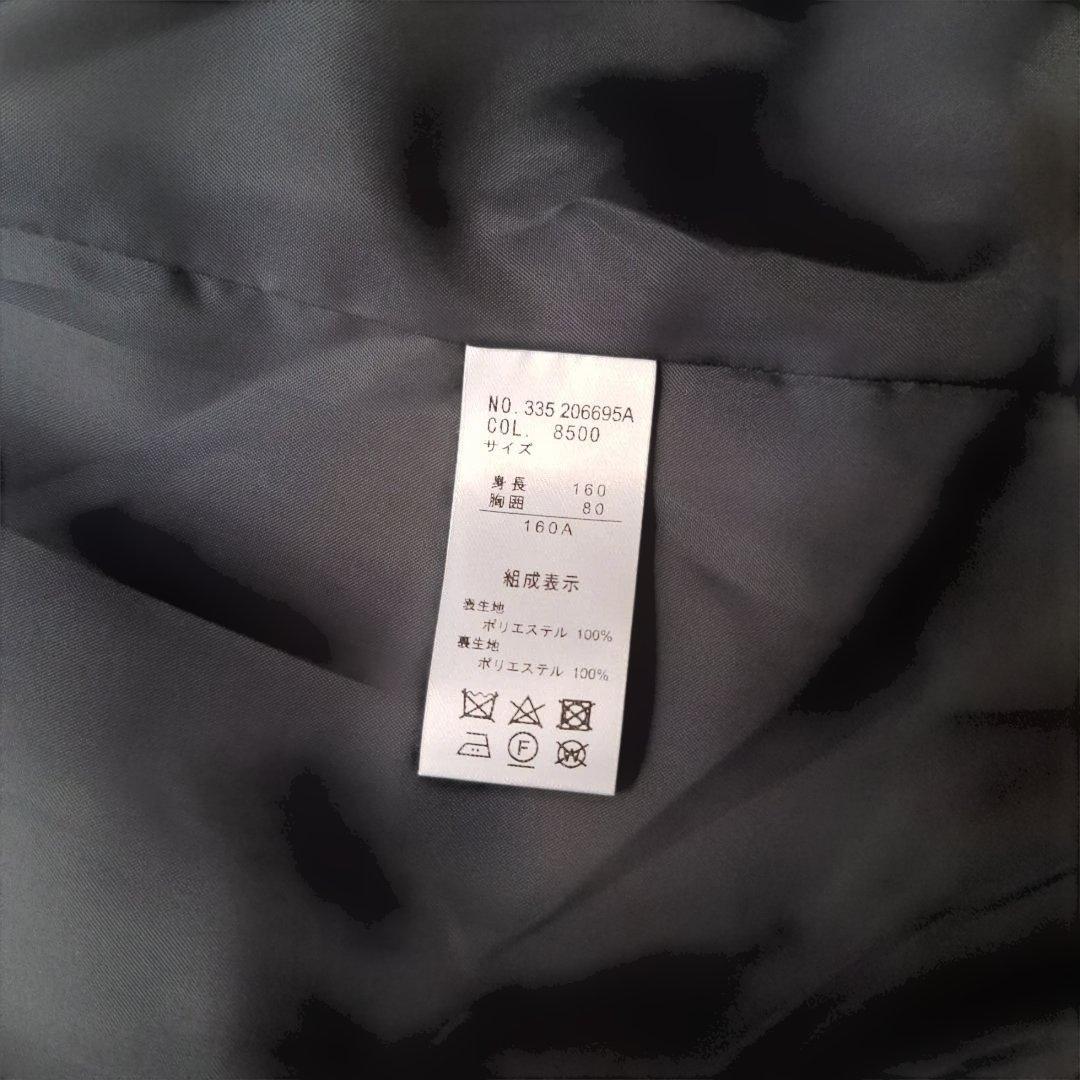 NO. 335 206695A
COL. 8500
サイズ
身長 160
胸囲 80
160A
組成表示
表生地
ポリエステル 100%
裏生地
ポリエステル 100%
F W